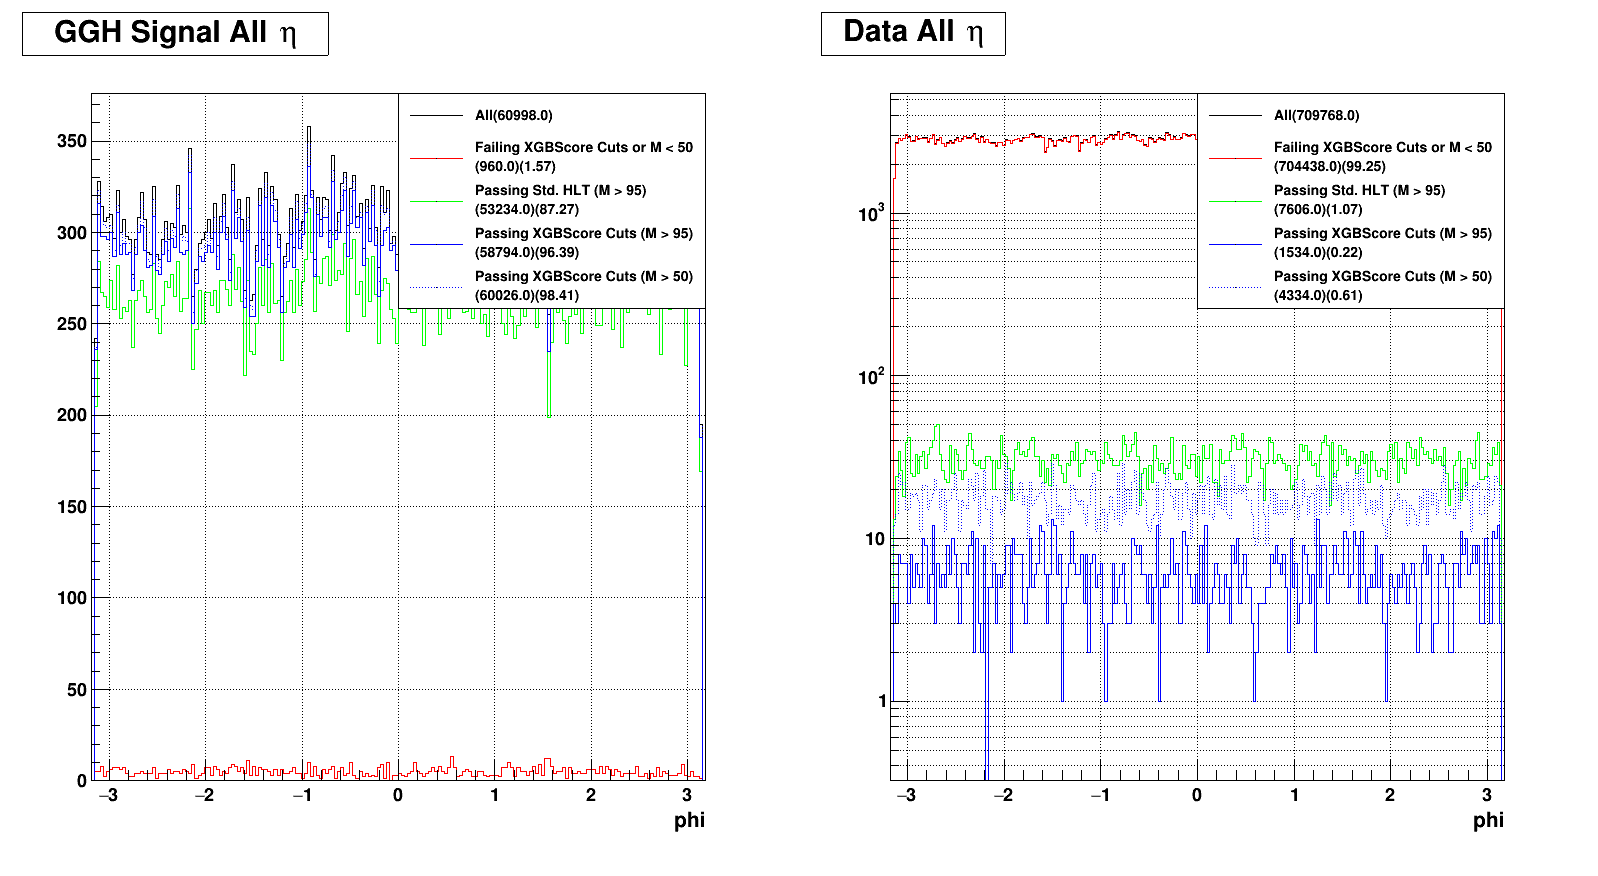 GGH Signal All η
All(60998.0)
Failing XGBScore Cuts or M < 50
(960.0)(1.57)
Passing Std. HLT (M > 95)
(53234.0)(87.27)
Passing XGBScore Cuts (M > 95)
(58794.0)(96.39)
Passing XGBScore Cuts (M > 50)
(60026.0)(98.41)
350
300
250
200
150
100
50
0
−3 −2 −1 0 1 2 3
phi
Data All η
All(709768.0)
Failing XGBScore Cuts or M < 50
(704438.0)(99.25)
Passing Std. HLT (M > 95)
(7606.0)(1.07)
Passing XGBScore Cuts (M > 95)
(1534.0)(0.22)
Passing XGBScore Cuts (M > 50)
(4334.0)(0.61)
10³
10²
10
1
−3 −2 −1 0 1 2 3
phi